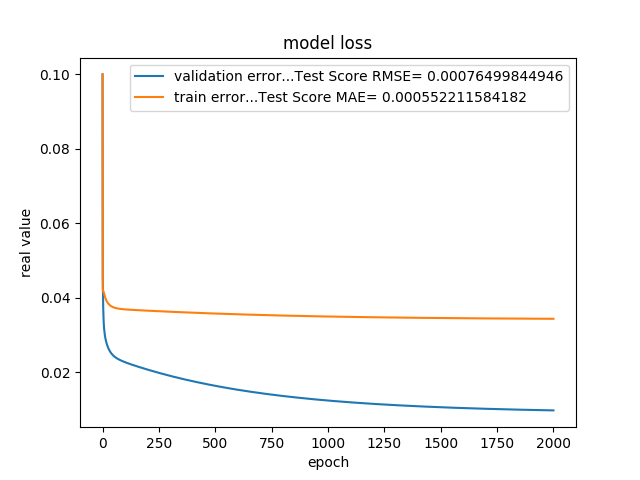 model loss
validation error...Test Score RMSE= 0.00076499844946
train error...Test Score MAE= 0.000552211584182
0.10
0.08
0.06
0.04
0.02
real value
0 250 500 750 1000 1250 1500 1750 2000
epoch